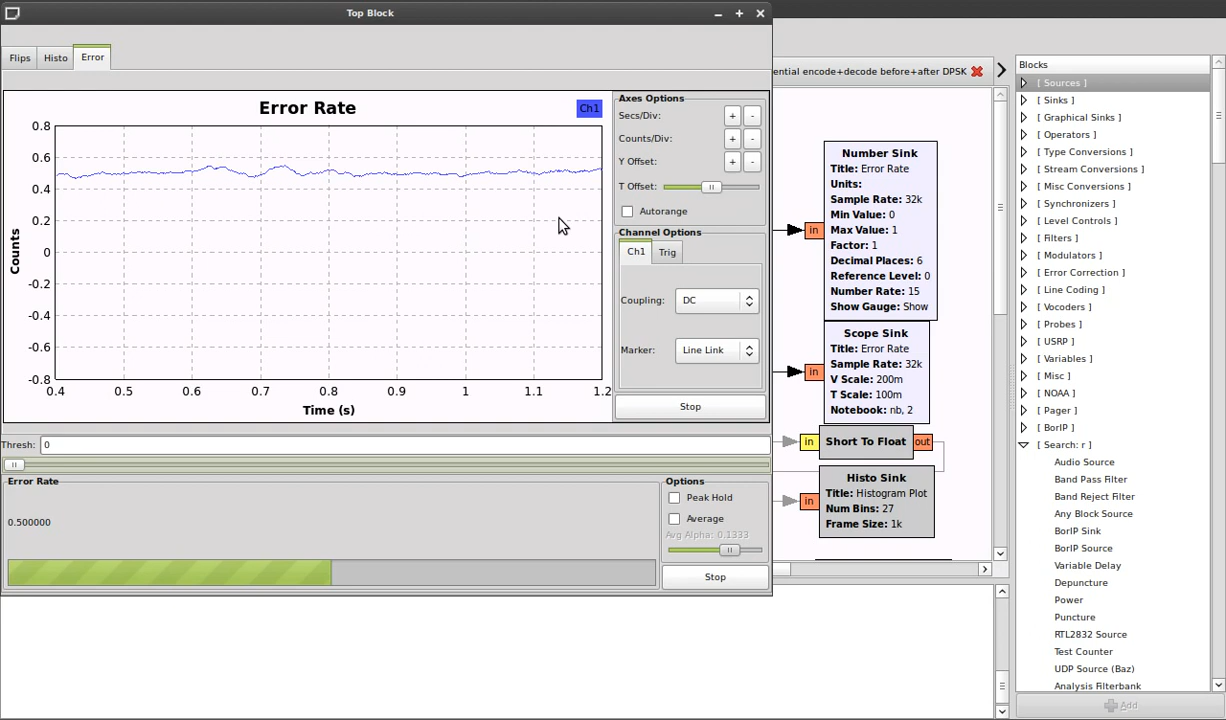 Top Block
Flips
Histo
Error
Error Rate
Ch1
0.8
0.6
0.4
0.2
0
-0.2
-0.4
-0.6
-0.8
Counts
0.4
0.5
0.6
0.7
0.8
0.9
1
1.1
1.2
Time (s)
Axes Options
Secs/Div:
+
-
Counts/Div:
+
-
Y Offset:
+
-
T Offset:
Autorange
Channel Options
Ch1
Trig
Coupling:
DC
Marker:
Line Link
Stop
Thresh:
0
Error Rate
0.500000
Options
Peak Hold
Average
Avg Alpha: 0.1333
Stop
ential encode+decode before+after DPSK
Number Sink
Title: Error Rate
Units:
Sample Rate: 32k
Min Value: 0
Max Value: 1
Factor: 1
Decimal Places: 6
Reference Level: 0
Number Rate: 15
Show Gauge: Show
in
Scope Sink
Title: Error Rate
Sample Rate: 32k
V Scale: 200m
T Scale: 100m
Notebook: nb, 2
in
in
Short To Float
out
in
Histo Sink
Title: Histogram Plot
Num Bins: 27
Frame Size: 1k
Blocks
[ Sources ]
[ Sinks ]
[ Graphical Sinks ]
[ Operators ]
[ Type Conversions ]
[ Stream Conversions ]
[ Misc Conversions ]
[ Synchronizers ]
[ Level Controls ]
[ Filters ]
[ Modulators ]
[ Error Correction ]
[ Line Coding ]
[ Vocoders ]
[ Probes ]
[ USRP ]
[ Variables ]
[ Misc ]
[ NOAA ]
[ Pager ]
[ BorIP ]
[ Search: r ]
Audio Source
Band Pass Filter
Band Reject Filter
Any Block Source
BorIP Sink
BorIP Source
Variable Delay
Depuncture
Power
Puncture
RTL2832 Source
Test Counter
UDP Source (Baz)
Analysis Filterbank
Add